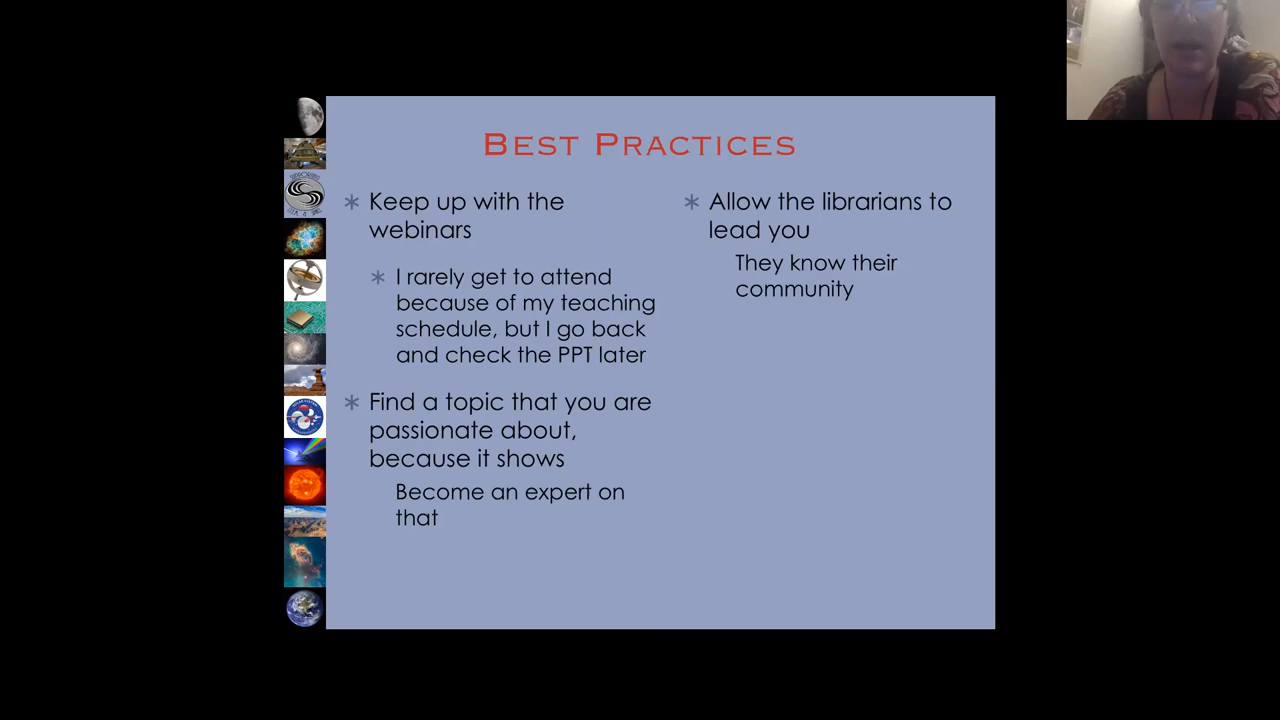 BEST PRACTICES
Keep up with the
webinars
I rarely get to attend
because of my teaching
schedule, but I go back
and check the PPT later
Find a topic that you are
passionate about,
because it shows
Become an expert on
that
Allow the librarians to
lead you
They know their
community